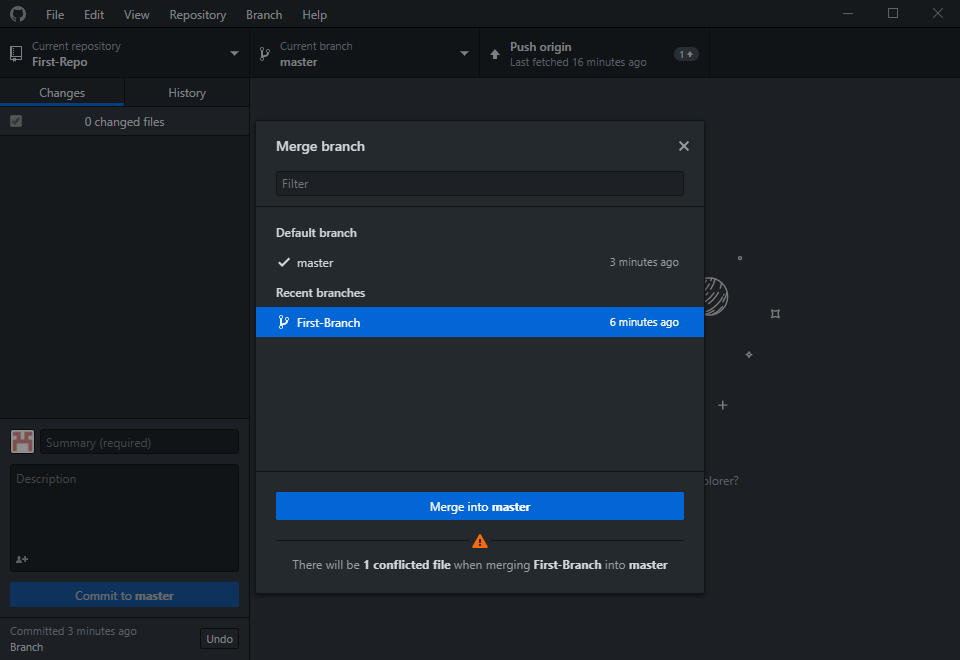 File Edit View Repository Branch Help
Current repository
First-Repo
Current branch
master
Push origin
Last fetched 16 minutes ago
1
Changes History
0 changed files
Merge branch
Filter
Default branch
master 3 minutes ago
Recent branches
First-Branch 6 minutes ago
Merge into master
There will be 1 conflicted file when merging First-Branch into master
plorer?
Summary (required)
Description
Commit to master
Committed 3 minutes ago
Branch
Undo